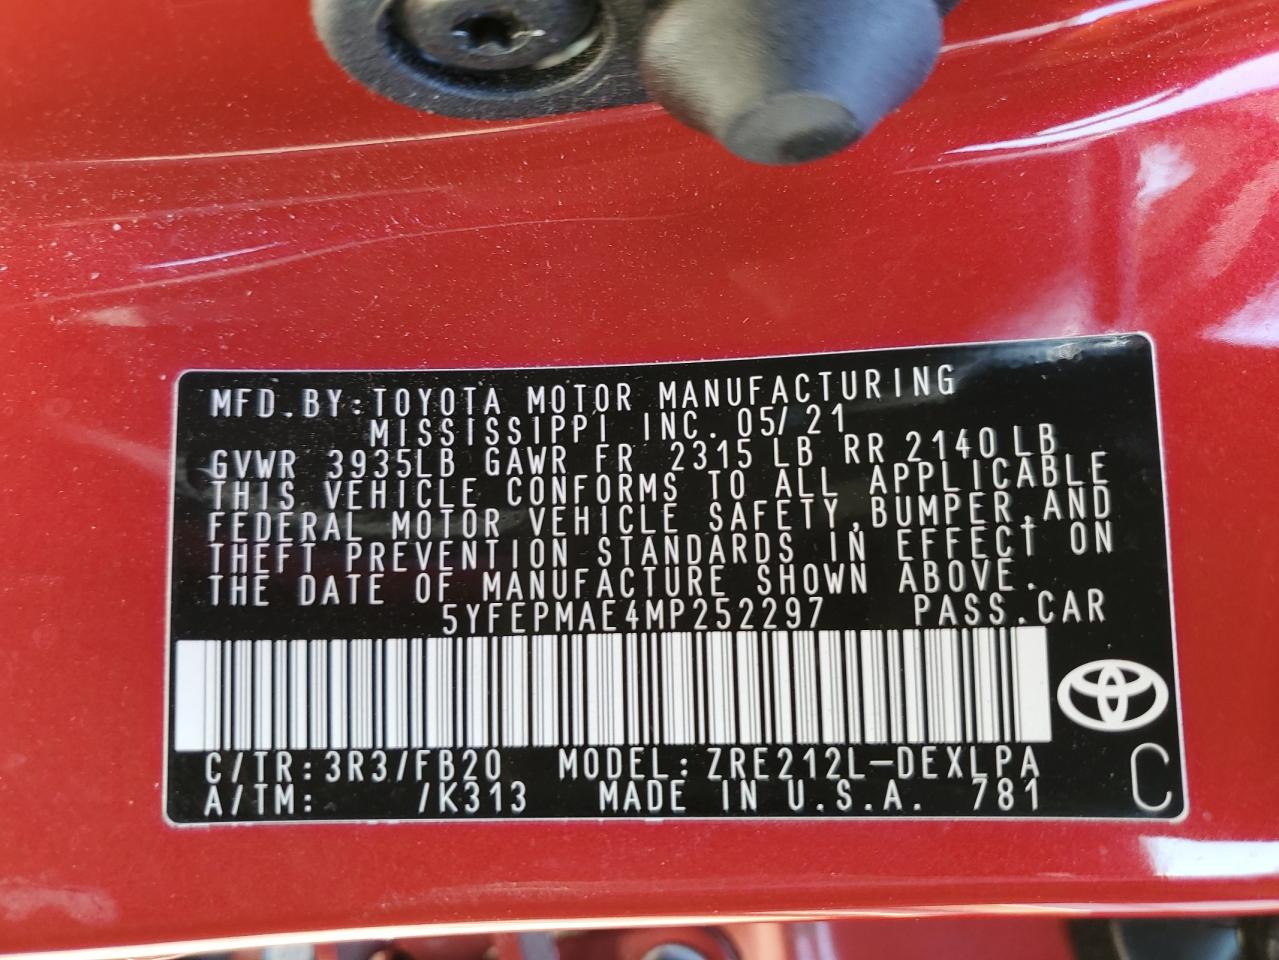 MFD.BY:TOYOTA MOTOR MANUFACTURING
MISSISSIPPI INC. 05/21
GVWR 3935LB GAWR FR 2315 LB RR 2140 LB
THIS VEHICLE CONFORMS TO ALL APPLICABLE
FEDERAL MOTOR VEHICLE SAFETY,BUMPER,AND
THEFT PREVENTION STANDARDS IN EFFECT ON
THE DATE OF MANUFACTURE SHOWN ABOVE.
5YFEPMAE4MP252297 PASS.CAR
C/TR:3R3/FB20 MODEL:ZRE212L-DEXLPA
A/TM: /K313 MADE IN U.S.A. 781
C